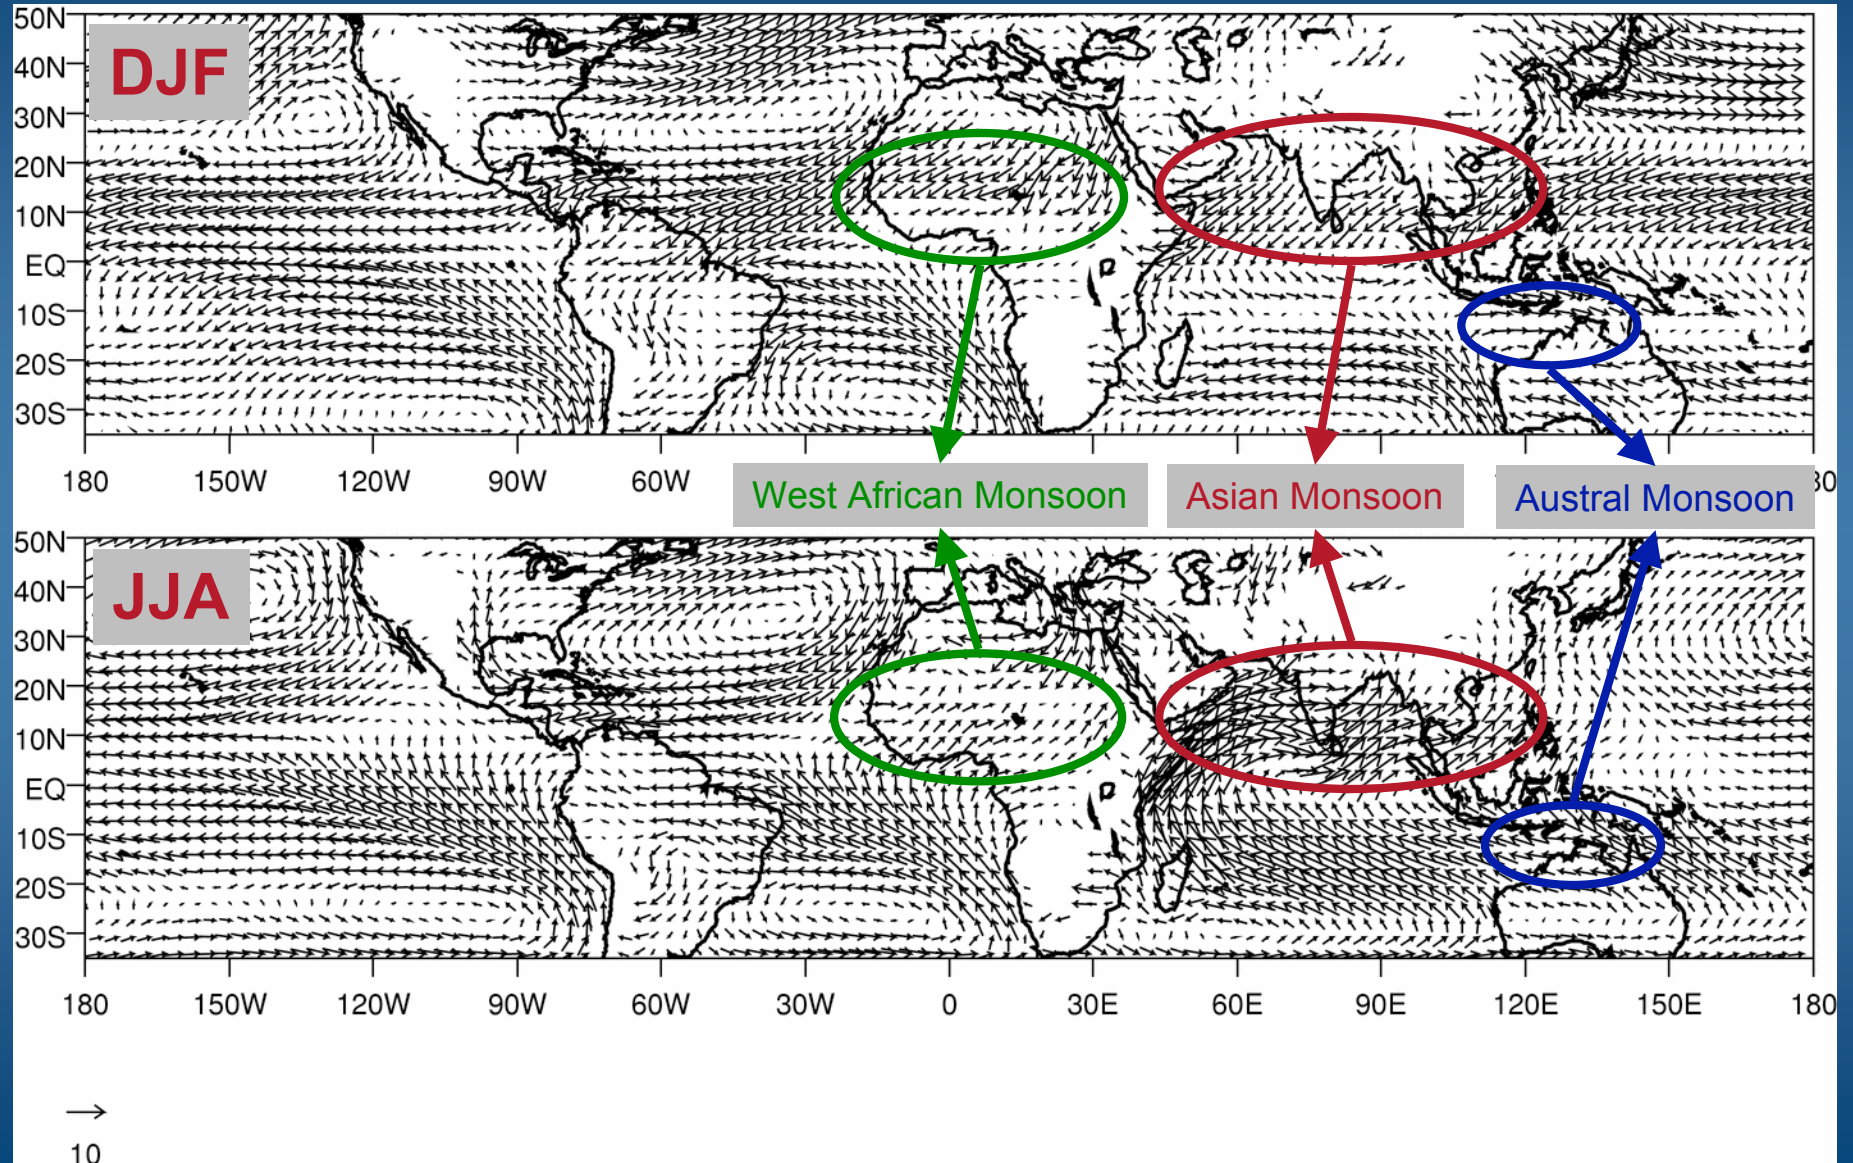 50N
DJF
40N
30N
20N
10N
EQ
10S
20S
30S
180 150W 120W 90W 60W 80
West African Monsoon Asian Monsoon Austral Monsoon
50N
JJA
40N
30N
20N
10N
EQ
10S
20S
30S
180 150W 120W 90W 60W 30W 0 30E 60E 90E 120E 150E 180
10